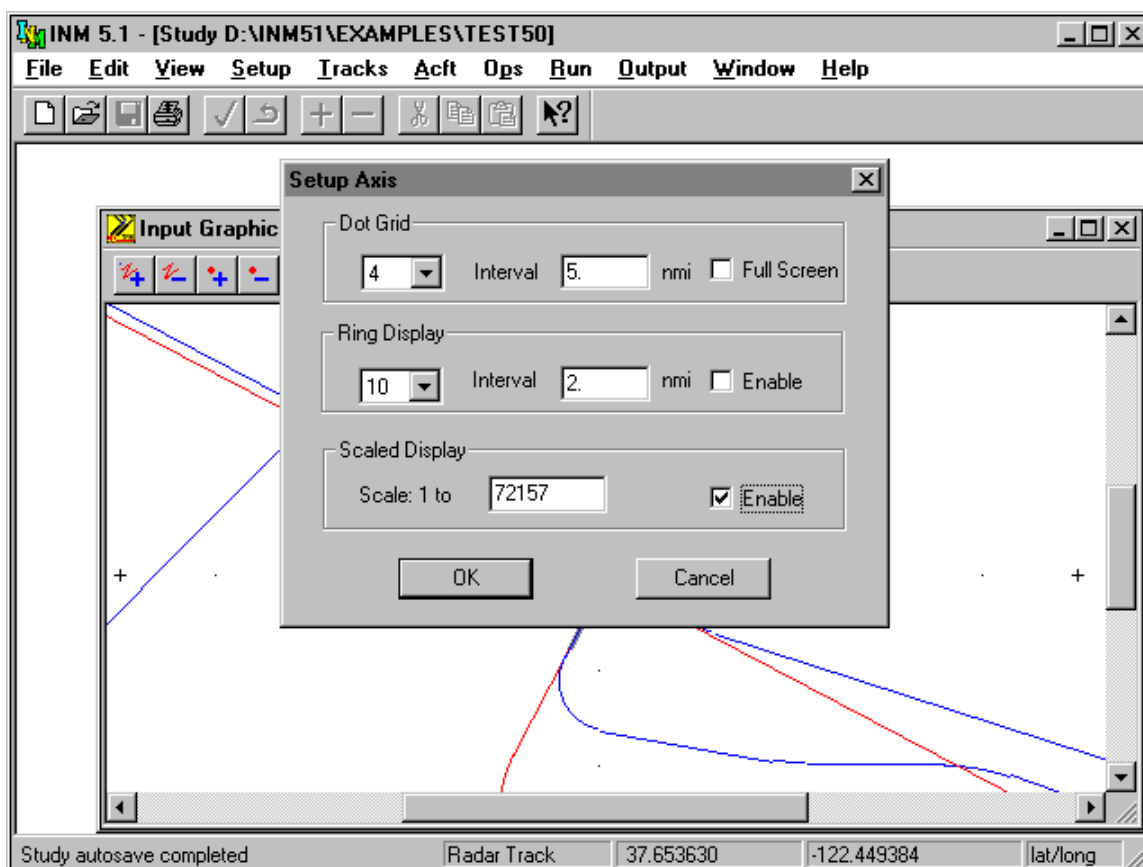 INM 5.1 - [Study D:\INM51\EXAMPLES\TEST50]
File Edit View Setup Tracks Acft Ops Run Output Window Help
Setup Axis
Input Graphic
Dot Grid
4 Interval 5. nmi Full Screen
Ring Display
10 Interval 2. nmi Enable
Scaled Display
Scale: 1 to 72157 Enable
OK Cancel
Study autosave completed Radar Track 37.653630 -122.449384 lat/long